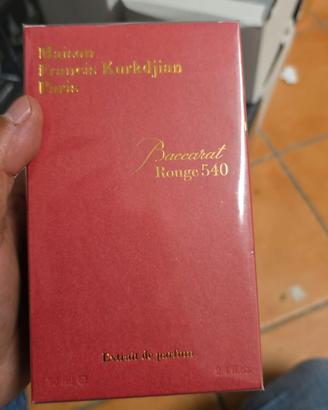 Maison
Francis Kurkdjian
Paris
Baccarat
Rouge 540
Extrait de parfum